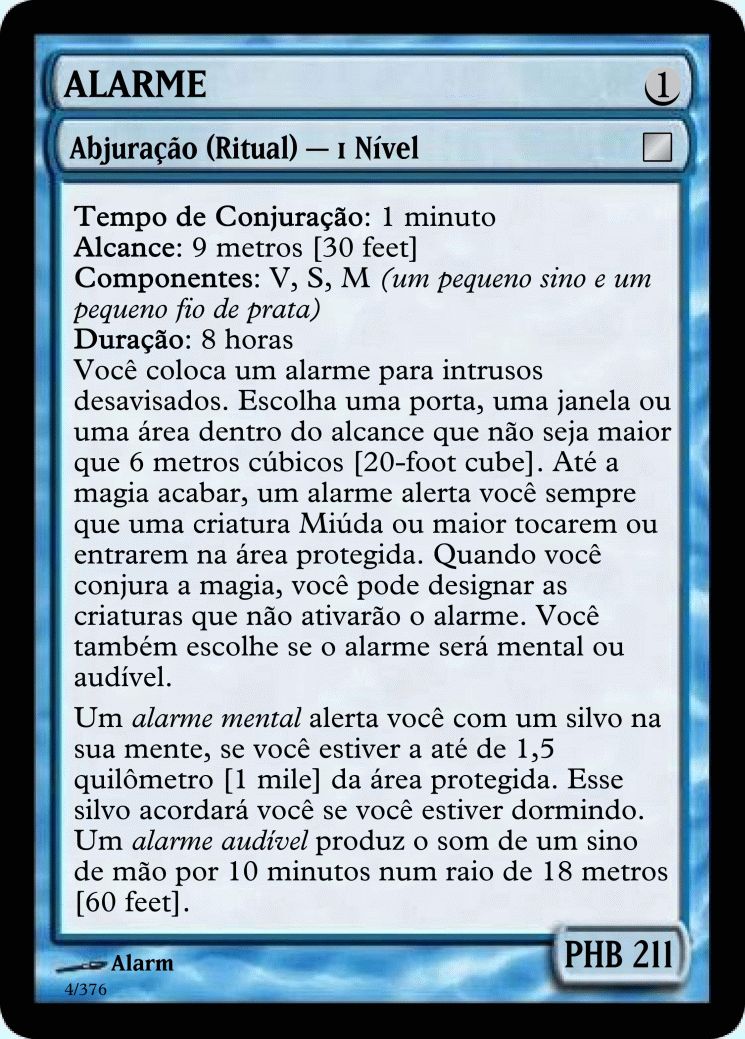 ALARME
1
Abjuração (Ritual) — 1 Nível
Tempo de Conjuração: 1 minuto
Alcance: 9 metros [30 feet]
Componentes: V, S, M (um pequeno sino e um
pequeno fio de prata)
Duração: 8 horas
Você coloca um alarme para intrusos
desavisados. Escolha uma porta, uma janela ou
uma área dentro do alcance que não seja maior
que 6 metros cúbicos [20-foot cube]. Até a
magia acabar, um alarme alerta você sempre
que uma criatura Miúda ou maior tocarem ou
entrarem na área protegida. Quando você
conjura a magia, você pode designar as
criaturas que não ativarão o alarme. Você
também escolhe se o alarme será mental ou
audível.
Um alarme mental alerta você com um silvo na
sua mente, se você estiver a até de 1,5
quilômetro [1 mile] da área protegida. Esse
silvo acordará você se você estiver dormindo.
Um alarme audível produz o som de um sino
de mão por 10 minutos num raio de 18 metros
[60 feet].
PHB 211
Alarm
4/376